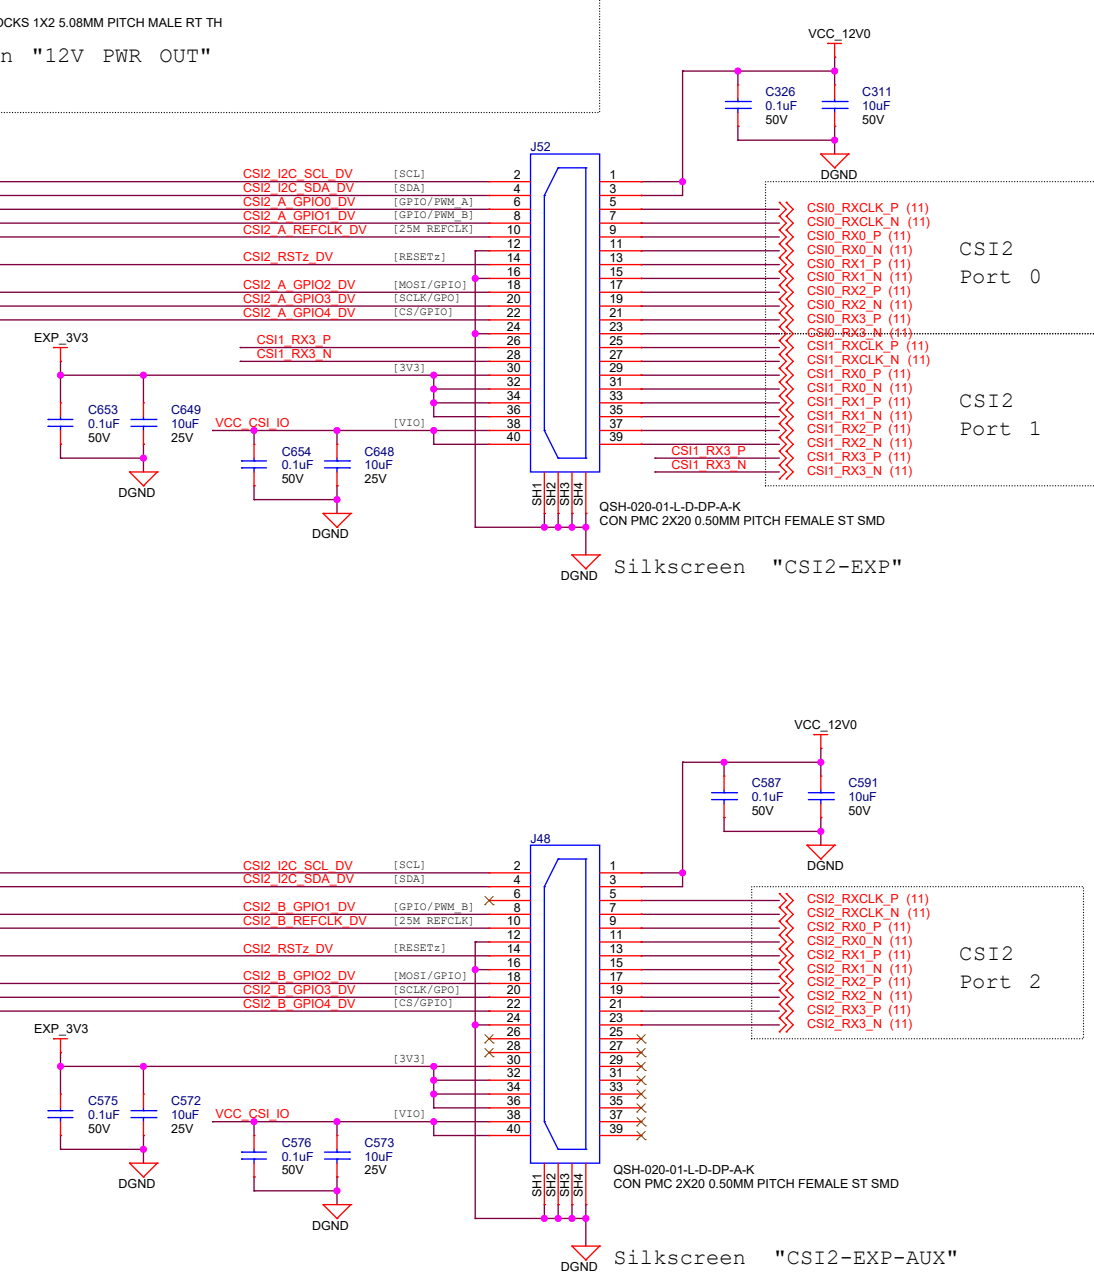 OCKS 1X2 5.08MM PITCH MALE RT TH
n "12V PWR OUT"
VCC_12V0
C326
0.1uF
50V
C311
10uF
50V
DGND
J52
CSI2_I2C_SCL_DV [SCL] 2 1
CSI2_I2C_SDA_DV [SDA] 4 3
CSI2_A_GPIO0_DV [GPIO/PWM_A] 6 5 CSI0_RXCLK_P (11)
CSI2_A_GPIO1_DV [GPIO/PWM_B] 8 7 CSI0_RXCLK_N (11)
CSI2_A_REFCLK_DV [25M REFCLK] 10 9 CSI0_RX0_P (11)
12 11 CSI0_RX0_N (11)
CSI2_RSTz_DV [RESETz] 14 13 CSI0_RX1_P (11)
16 15 CSI0_RX1_N (11)
CSI2_A_GPIO2_DV [MOSI/GPIO] 18 17 CSI0_RX2_P (11)
CSI2_A_GPIO3_DV [SCLK/GPO] 20 19 CSI0_RX2_N (11)
CSI2_A_GPIO4_DV [CS/GPIO] 22 21 CSI0_RX3_P (11)
24 23 CSI0_RX3_N (11)
CSI1_RX3_P 26 25 CSI1_RXCLK_P (11)
CSI1_RX3_N 28 27 CSI1_RXCLK_N (11)
[3V3] 30 29 CSI1_RX0_P (11)
32 31 CSI1_RX0_N (11)
34 33 CSI1_RX1_P (11)
36 35 CSI1_RX1_N (11)
VCC_CSI_IO [VIO] 38 37 CSI1_RX2_P (11)
40 39 CSI1_RX2_N (11)
CSI1_RX3_P CSI1_RX3_P (11)
CSI1_RX3_N CSI1_RX3_N (11)
CSI2
Port 0
CSI2
Port 1
EXP_3V3
C653
0.1uF
50V
C649
10uF
25V
DGND
C654
0.1uF
50V
C648
10uF
25V
DGND
SH1
SH2
SH3
SH4
QSH-020-01-L-D-DP-A-K
CON PMC 2X20 0.50MM PITCH FEMALE ST SMD
DGND
Silkscreen "CSI2-EXP"
VCC_12V0
C587
0.1uF
50V
C591
10uF
50V
DGND
J48
CSI2_I2C_SCL_DV [SCL] 2 1
CSI2_I2C_SDA_DV [SDA] 4 3
6 5 CSI2_RXCLK_P (11)
CSI2_B_GPIO1_DV [GPIO/PWM_B] 8 7 CSI2_RXCLK_N (11)
CSI2_B_REFCLK_DV [25M REFCLK] 10 9 CSI2_RX0_P (11)
12 11 CSI2_RX0_N (11)
CSI2_RSTz_DV [RESETz] 14 13 CSI2_RX1_P (11)
16 15 CSI2_RX1_N (11)
CSI2_B_GPIO2_DV [MOSI/GPIO] 18 17 CSI2_RX2_P (11)
CSI2_B_GPIO3_DV [SCLK/GPO] 20 19 CSI2_RX2_N (11)
CSI2_B_GPIO4_DV [CS/GPIO] 22 21 CSI2_RX3_P (11)
24 23 CSI2_RX3_N (11)
26 25
28 27
[3V3] 30 29
32 31
34 33
36 35
VCC_CSI_IO [VIO] 38 37
40 39
CSI2
Port 2
EXP_3V3
C575
0.1uF
50V
C572
10uF
25V
DGND
C576
0.1uF
50V
C573
10uF
25V
DGND
SH1
SH2
SH3
SH4
QSH-020-01-L-D-DP-A-K
CON PMC 2X20 0.50MM PITCH FEMALE ST SMD
DGND
Silkscreen "CSI2-EXP-AUX"